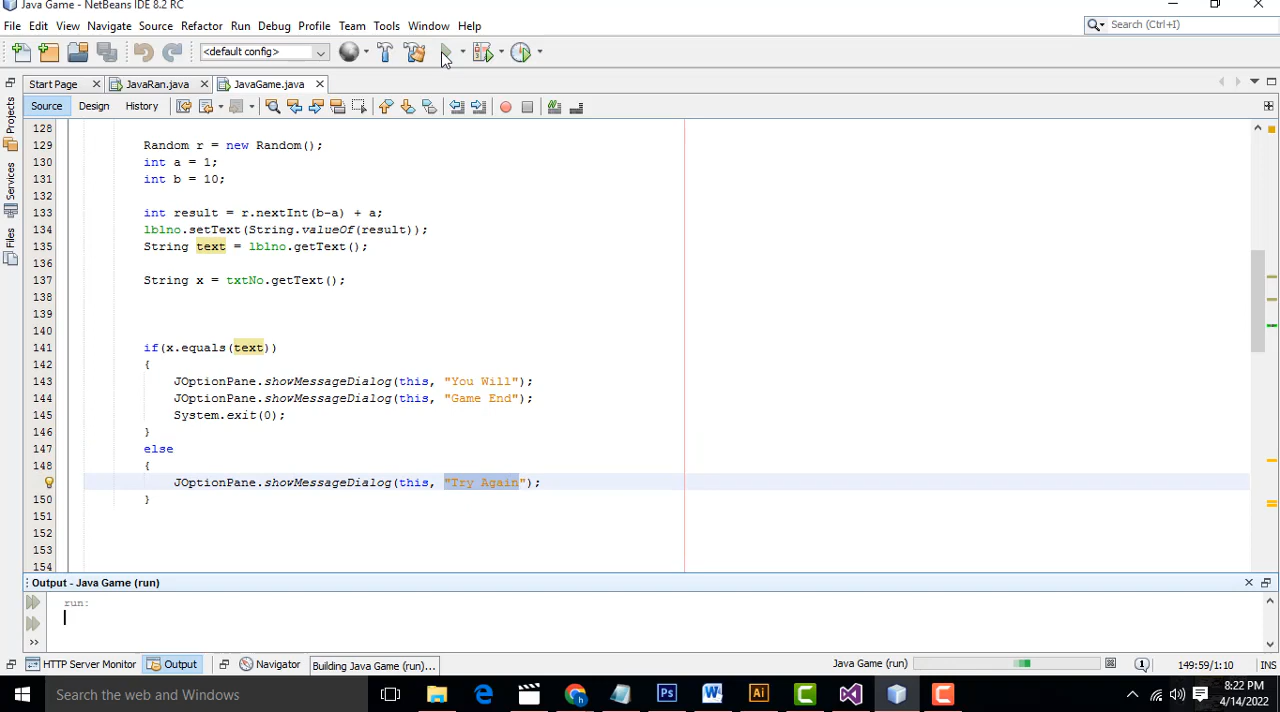 Java Game - NetBeans IDE 8.2 RC
File Edit View Navigate Source Refactor Run Debug Profile Team Tools Window Help
Search (Ctrl+I)
<default config>
Start Page JavaRan.java JavaGame.java
Source Design History
Projects
Services
Files
128
129 Random r = new Random();
130 int a = 1;
131 int b = 10;
132
133 int result = r.nextInt(b-a) + a;
134 lblno.setText(String.valueOf(result));
135 String text = lblno.getText();
136
137 String x = txtNo.getText();
138
139
140
141 if(x.equals(text))
142 {
143 JOptionPane.showMessageDialog(this, "You Will");
144 JOptionPane.showMessageDialog(this, "Game End");
145 System.exit(0);
146 }
147 else
148 {
JOptionPane.showMessageDialog(this, "Try Again");
150 }
151
152
153
154
Output - Java Game (run)
run:
>>
HTTP Server Monitor Output Navigator Building Java Game (run)... Java Game (run) 1 149:59/1:10 INS
Search the web and Windows
8:22 PM
4/14/2022